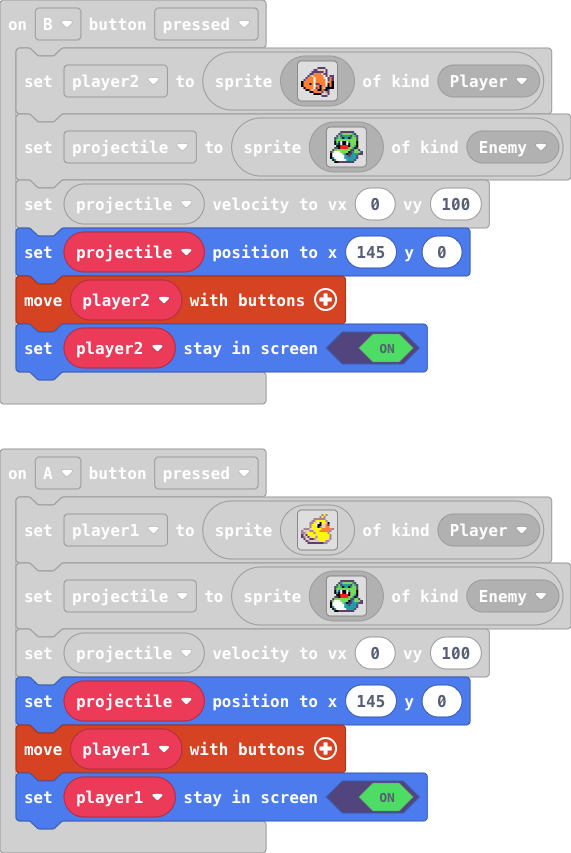 on B button pressed
set player2 to sprite of kind Player
set projectile to sprite of kind Enemy
set projectile velocity to vx 0 vy 100
set projectile position to x 145 y 0
move player2 with buttons
set player2 stay in screen ON
on A button pressed
set player1 to sprite of kind Player
set projectile to sprite of kind Enemy
set projectile velocity to vx 0 vy 100
set projectile position to x 145 y 0
move player1 with buttons
set player1 stay in screen ON